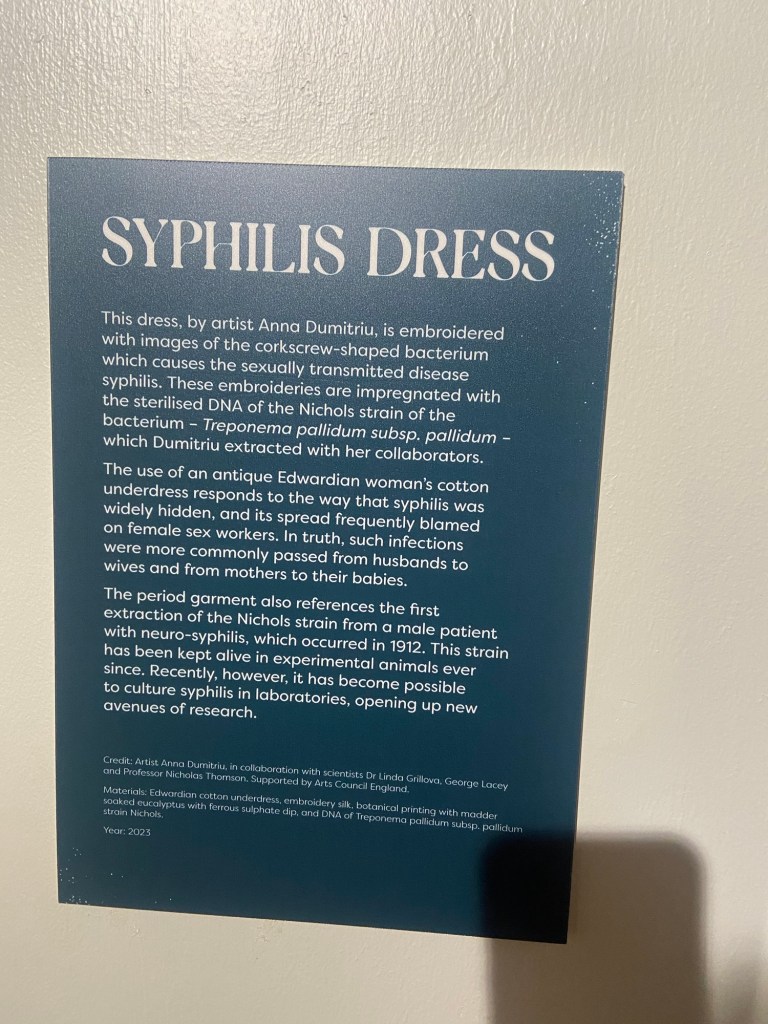 SYPHILIS DRESS
This dress, by artist Anna Dumitriu, is embroidered
with images of the corkscrew-shaped bacterium
which causes the sexually transmitted disease
syphilis. These embroideries are impregnated with
the sterilised DNA of the Nichols strain of the
bacterium – Treponema pallidum subsp. pallidum –
which Dumitriu extracted with her collaborators.
The use of an antique Edwardian woman's cotton
underdress responds to the way that syphilis was
widely hidden, and its spread frequently blamed
on female sex workers. In truth, such infections
were more commonly passed from husbands to
wives and from mothers to their babies.
The period garment also references the first
extraction of the Nichols strain from a male patient
with neuro-syphilis, which occurred in 1912. This strain
has been kept alive in experimental animals ever
since. Recently, however, it has become possible
to culture syphilis in laboratories, opening up new
avenues of research.
Credit: Artist Anna Dumitriu, in collaboration with scientists Dr Linda Grillova, George Lacey
and Professor Nicholas Thomson. Supported by Arts Council England.
Materials: Edwardian cotton underdress, embroidery silk, botanical printing with madder
soaked eucalyptus with ferrous sulphate dip, and DNA of Treponema pallidum subsp. pallidum
strain Nichols.
Year: 2023